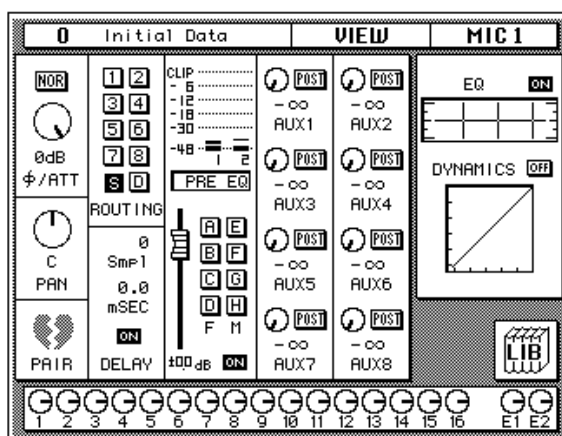 0 Initial Data VIEW MIC 1
NOR
0dB
ϕ/ATT
C
PAN
PAIR
1 2
3 4
5 6
7 8
S D
ROUTING
0
Smpl
0.0
mSEC
ON
DELAY
CLIP
- 6
-12
-18
-30
-48
1 2
PRE EQ
A E
B F
C G
D H
F M
±00 dB ON
POST POST
-∞ -∞
AUX1 AUX2
POST POST
-∞ -∞
AUX3 AUX4
POST POST
-∞ -∞
AUX5 AUX6
POST POST
-∞ -∞
AUX7 AUX8
EQ ON
DYNAMICS OFF
LIB
1 2 3 4 5 6 7 8 9 10 11 12 13 14 15 16 E1 E2